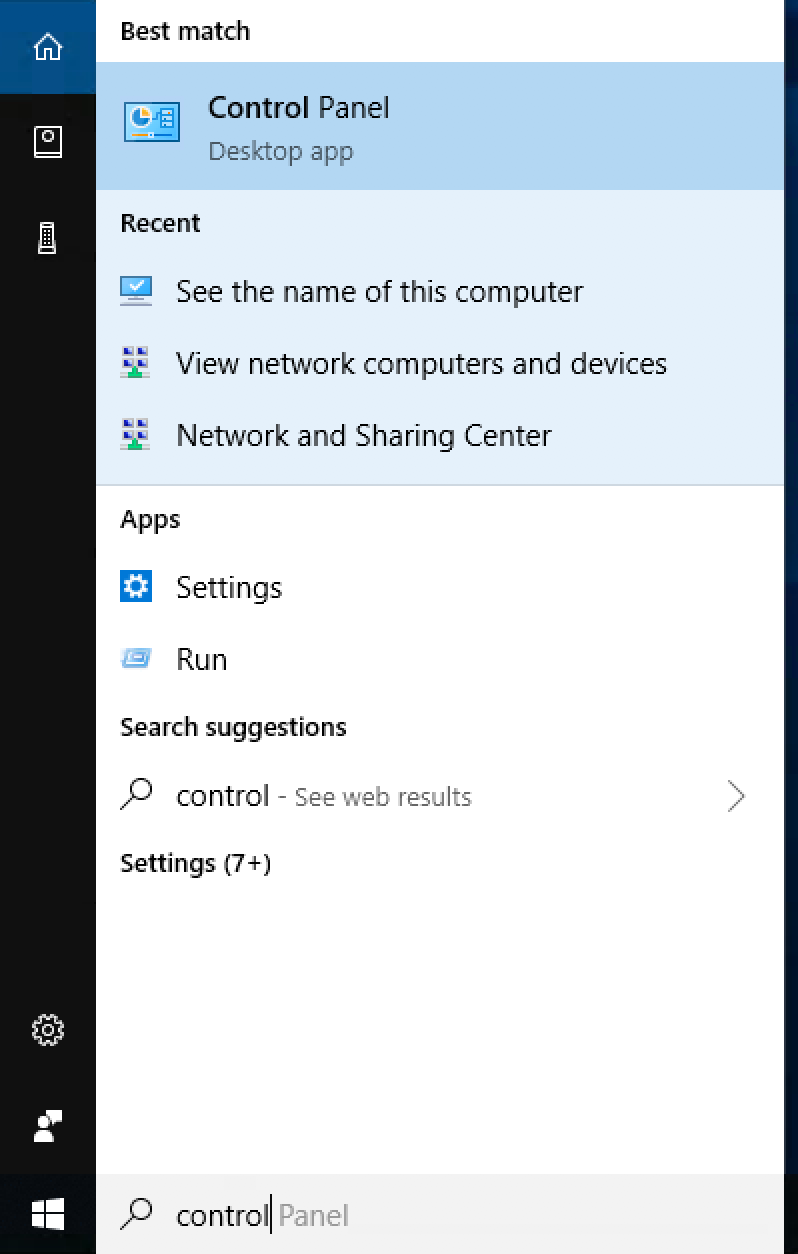 Best match
Control Panel
Desktop app
Recent
See the name of this computer
View network computers and devices
Network and Sharing Center
Apps
Settings
Run
Search suggestions
control - See web results
Settings (7+)
control Panel